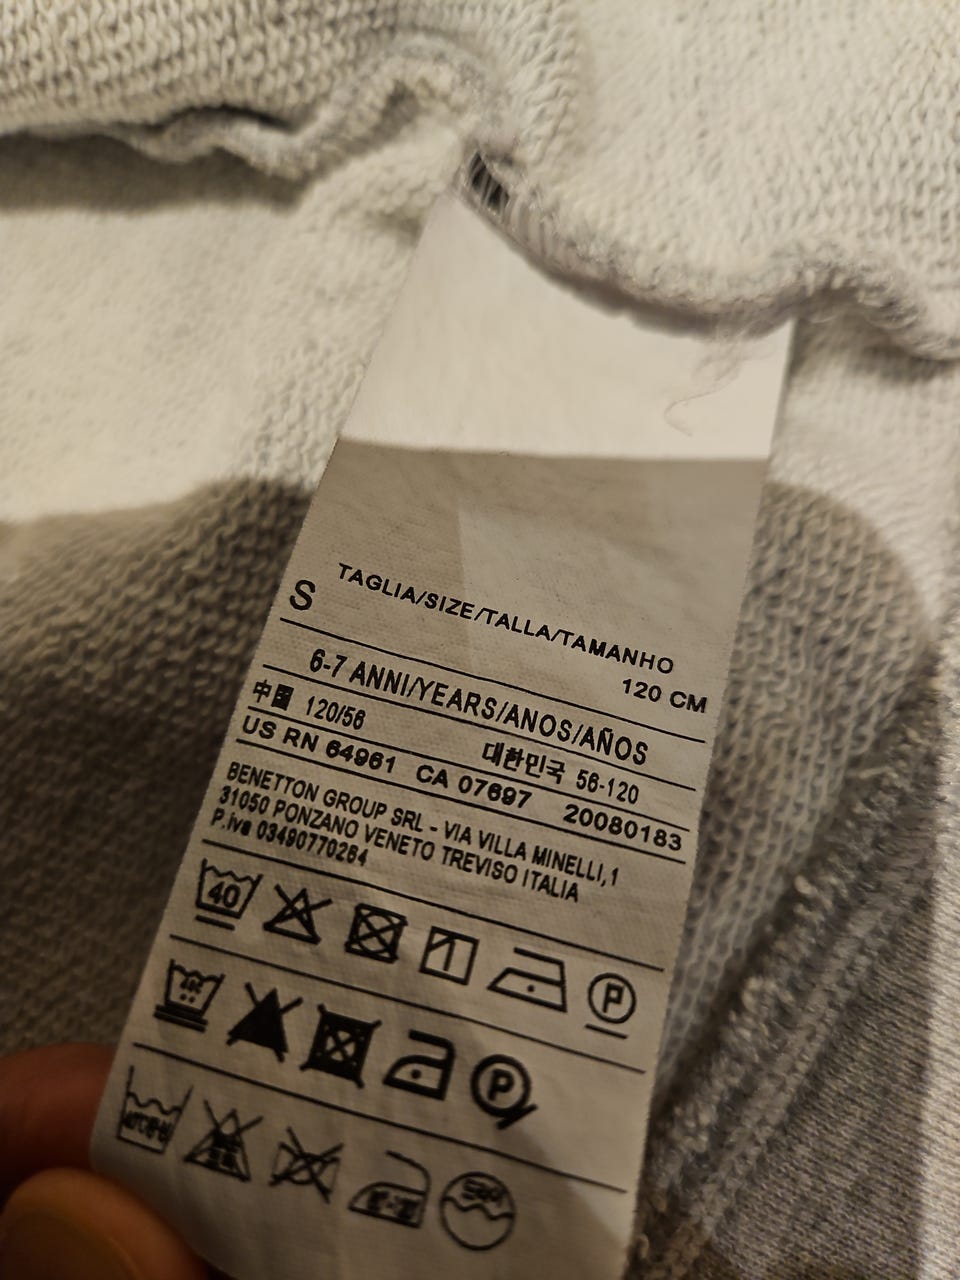 TAGLIA/SIZE/TALLA/TAMANHO
S 120 CM
6-7 ANNI/YEARS/ANOS/AÑOS
中國 120/56 대한민국 56-120
US RN 64961 CA 07697 20080183
BENETTON GROUP SRL - VIA VILLA MINELLI,1
31050 PONZANO VENETO TREVISO ITALIA
P.iva 03490770264
40 P
P